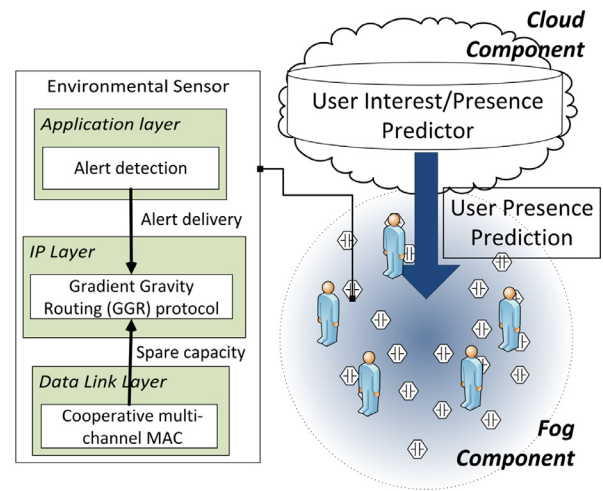 Environmental Sensor
Application layer
Alert detection
Alert delivery
IP Layer
Gradient Gravity
Routing (GGR) protocol
Spare capacity
Data Link Layer
Cooperative multi-
channel MAC
Cloud
Component
User Interest/Presence
Predictor
User Presence
Prediction
Fog
Component